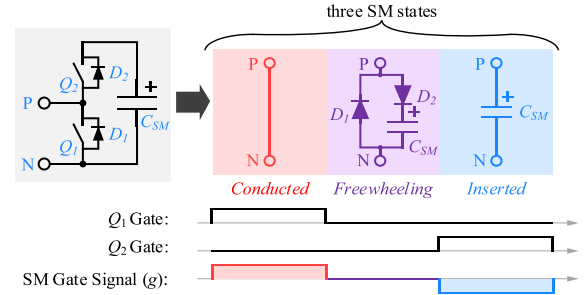 three SM states
Q2 D2
P
CSM
Q1 D1
N
P P P
D1 D2
CSM CSM
N N N
Conducted Freewheeling Inserted
Q1 Gate:
Q2 Gate:
SM Gate Signal (g):